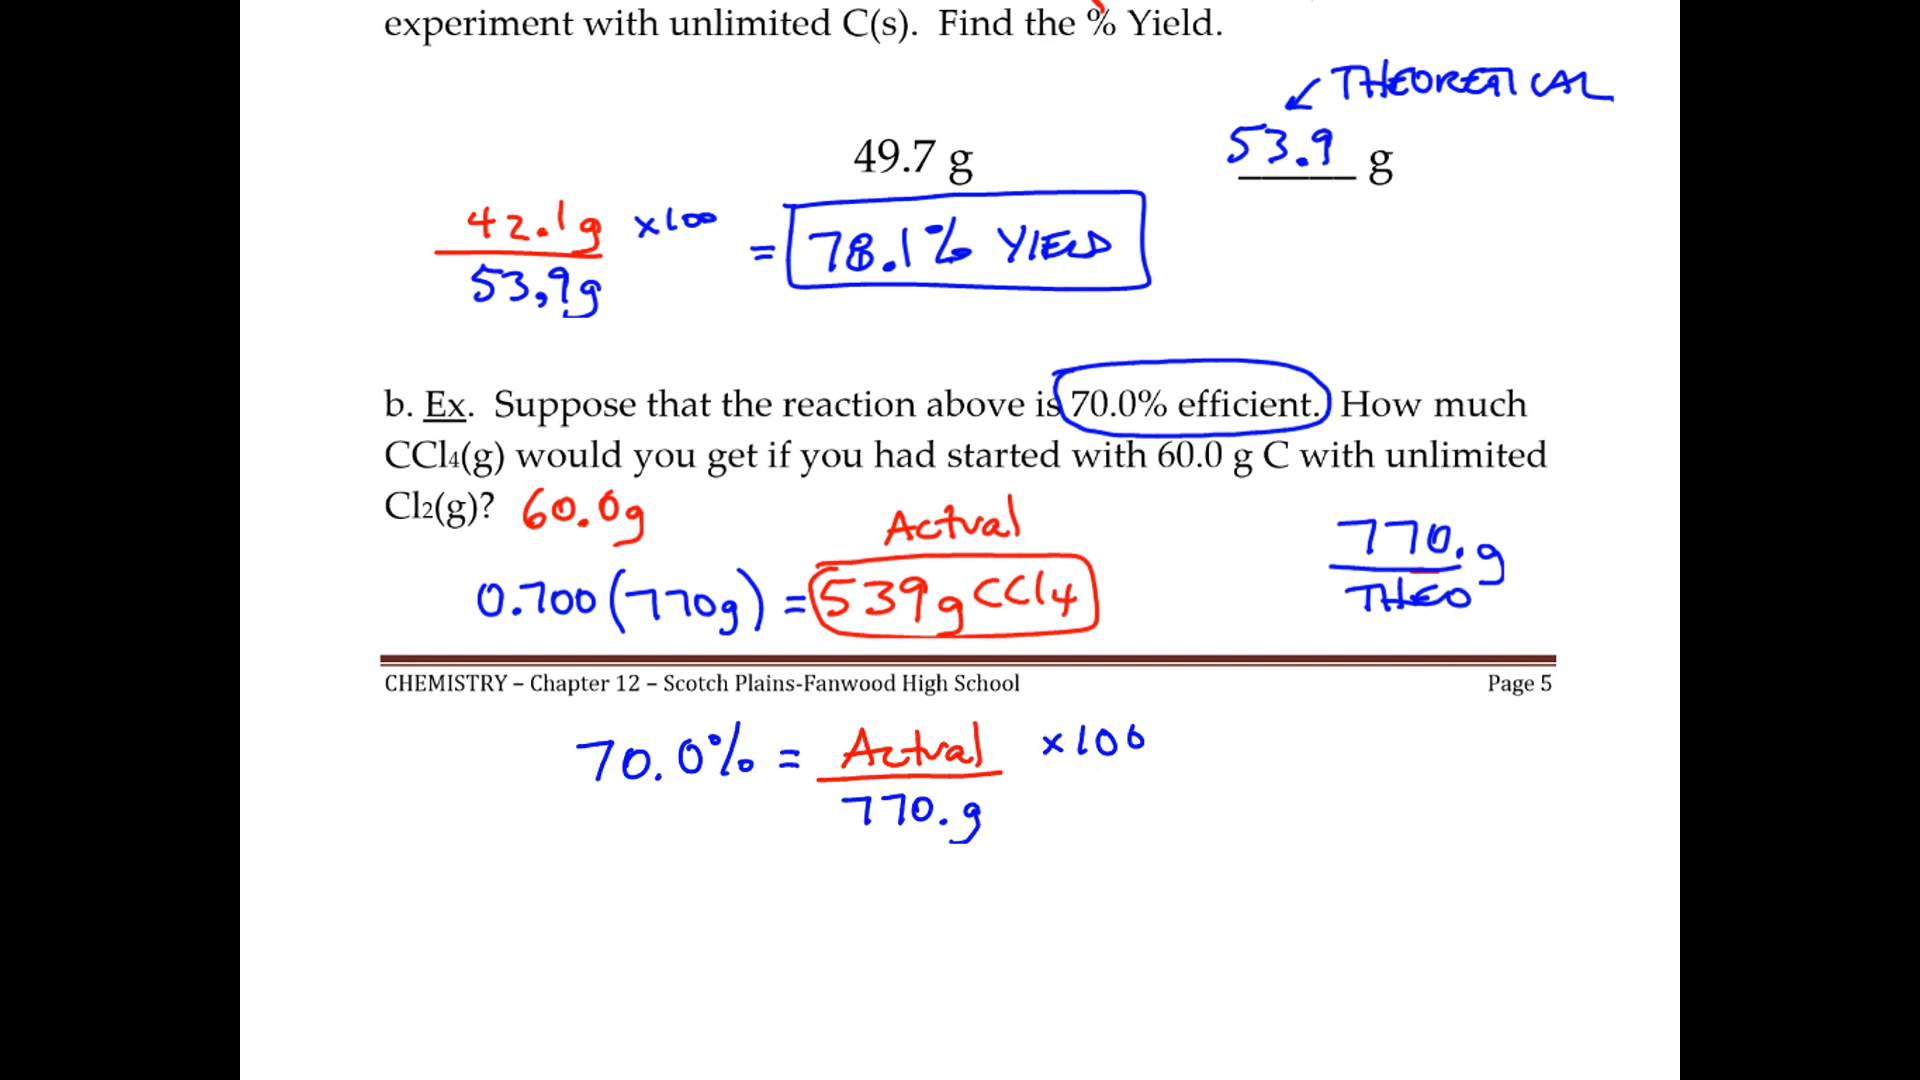 experiment with unlimited C(s). Find the % Yield.
THEORETICAL
49.7 g
53.9 g
42.1g x100
53.9g
= 78.1% YIELD
b. Ex. Suppose that the reaction above is 70.0% efficient. How much
CCl4(g) would you get if you had started with 60.0 g C with unlimited
Cl2(g)? 60.0g
Actual
770. g
THEO
0.700 (770g) = 539g CCl4
CHEMISTRY – Chapter 12 – Scotch Plains-Fanwood High School Page 5
70.0% = Actual x100
770. g